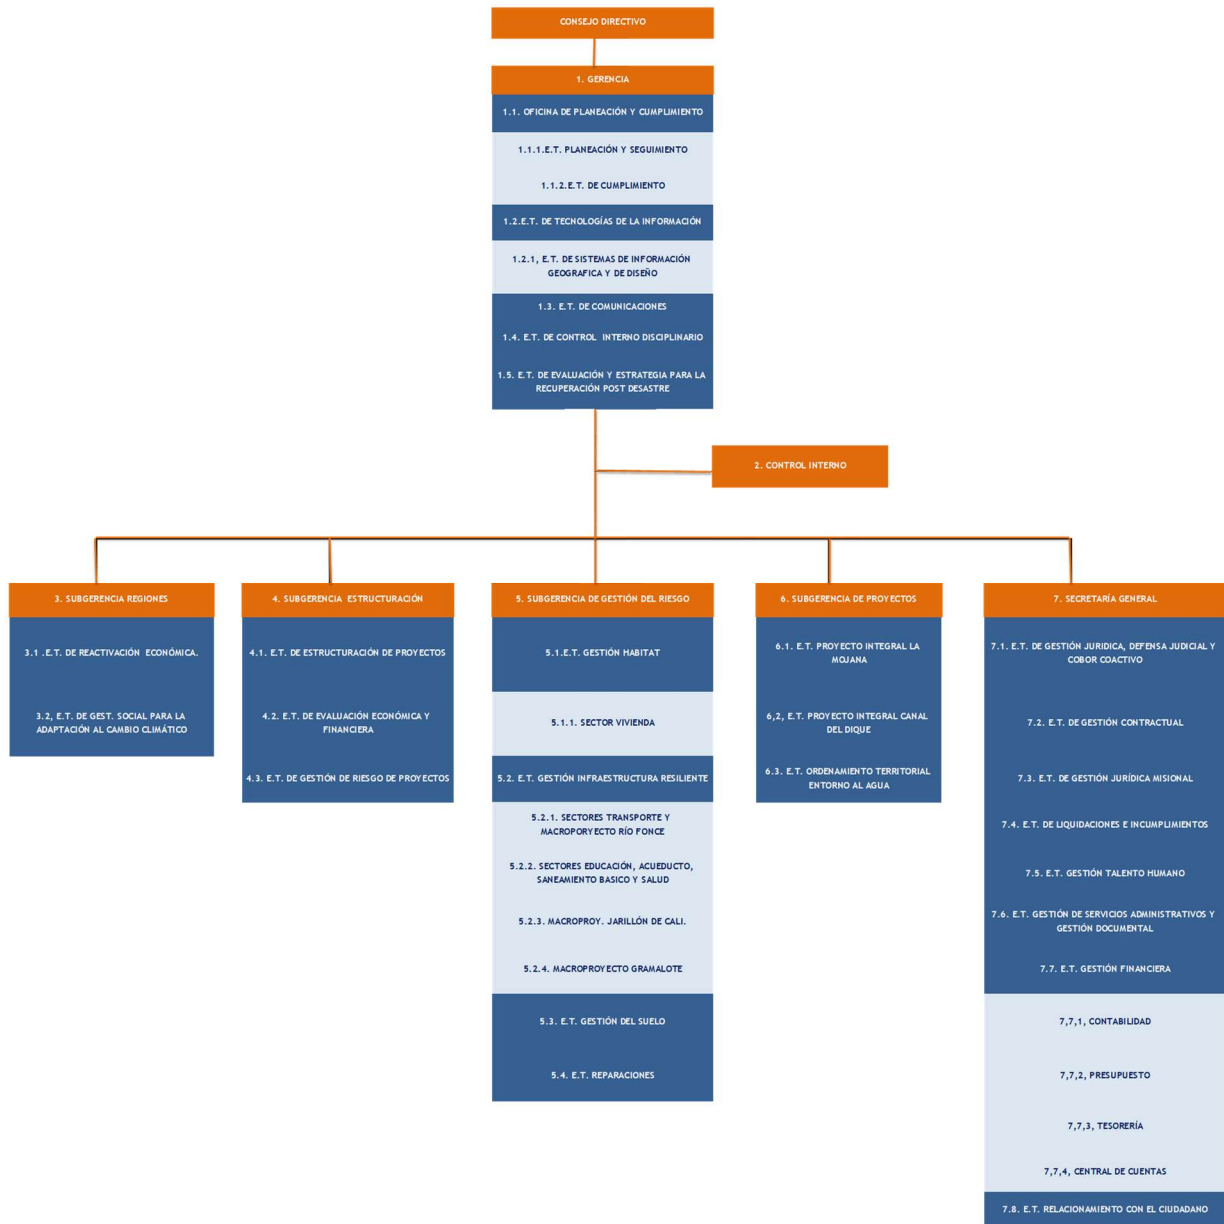 CONSEJO DIRECTIVO
1. GERENCIA
1.1. OFICINA DE PLANEACIÓN Y CUMPLIMIENTO
1.1.1.E.T. PLANEACIÓN Y SEGUIMIENTO
1.1.2.E.T. DE CUMPLIMIENTO
1.2.E.T. DE TECNOLOGÍAS DE LA INFORMACIÓN
1.2.1, E.T. DE SISTEMAS DE INFORMACIÓN
GEOGRAFICA Y DE DISEÑO
1.3. E.T. DE COMUNICACIONES
1.4. E.T. DE CONTROL INTERNO DISCIPLINARIO
1.5. E.T. DE EVALUACIÓN Y ESTRATEGIA PARA LA
RECUPERACIÓN POST DESASTRE
2. CONTROL INTERNO
3. SUBGERENCIA REGIONES
3.1 .E.T. DE REACTIVACIÓN ECONÓMICA.
3.2, E.T. DE GEST. SOCIAL PARA LA
ADAPTACIÓN AL CAMBIO CLIMÁTICO
4. SUBGERENCIA ESTRUCTURACIÓN
4.1. E.T. DE ESTRUCTURACIÓN DE PROYECTOS
4.2. E.T. DE EVALUACIÓN ECONÓMICA Y
FINANCIERA
4.3. E.T. DE GESTIÓN DE RIESGO DE PROYECTOS
5. SUBGERENCIA DE GESTIÓN DEL RIESGO
5.1.E.T. GESTIÓN HABITAT
5.1.1. SECTOR VIVIENDA
5.2. E.T. GESTIÓN INFRAESTRUCTURA RESILIENTE
5.2.1. SECTORES TRANSPORTE Y
MACROPORYECTO RÍO FONCE
5.2.2. SECTORES EDUCACIÓN, ACUEDUCTO,
SANEAMIENTO BASICO Y SALUD
5.2.3. MACROPROY. JARILLÓN DE CALI.
5.2.4. MACROPROYECTO GRAMALOTE
5.3. E.T. GESTIÓN DEL SUELO
5.4. E.T. REPARACIONES
6. SUBGERENCIA DE PROYECTOS
6.1. E.T. PROYECTO INTEGRAL LA
MOJANA
6,2, E.T. PROYECTO INTEGRAL CANAL
DEL DIQUE
6.3. E.T. ORDENAMIENTO TERRITORIAL
ENTORNO AL AGUA
7. SECRETARÍA GENERAL
7.1. E.T. DE GESTIÓN JURIDICA, DEFENSA JUDICIAL Y
COBOR COACTIVO
7.2. E.T. DE GESTIÓN CONTRACTUAL
7.3. E.T. DE GESTIÓN JURÍDICA MISIONAL
7.4. E.T. DE LIQUIDACIONES E INCUMPLIMIENTOS
7.5. E.T. GESTIÓN TALENTO HUMANO
7.6. E.T. GESTIÓN DE SERVICIOS ADMINISTRATIVOS Y
GESTIÓN DOCUMENTAL
7.7. E.T. GESTIÓN FINANCIERA
7,7,1, CONTABILIDAD
7,7,2, PRESUPUESTO
7,7,3, TESORERÍA
7,7,4, CENTRAL DE CUENTAS
7.8. E.T. RELACIONAMIENTO CON EL CIUDADANO